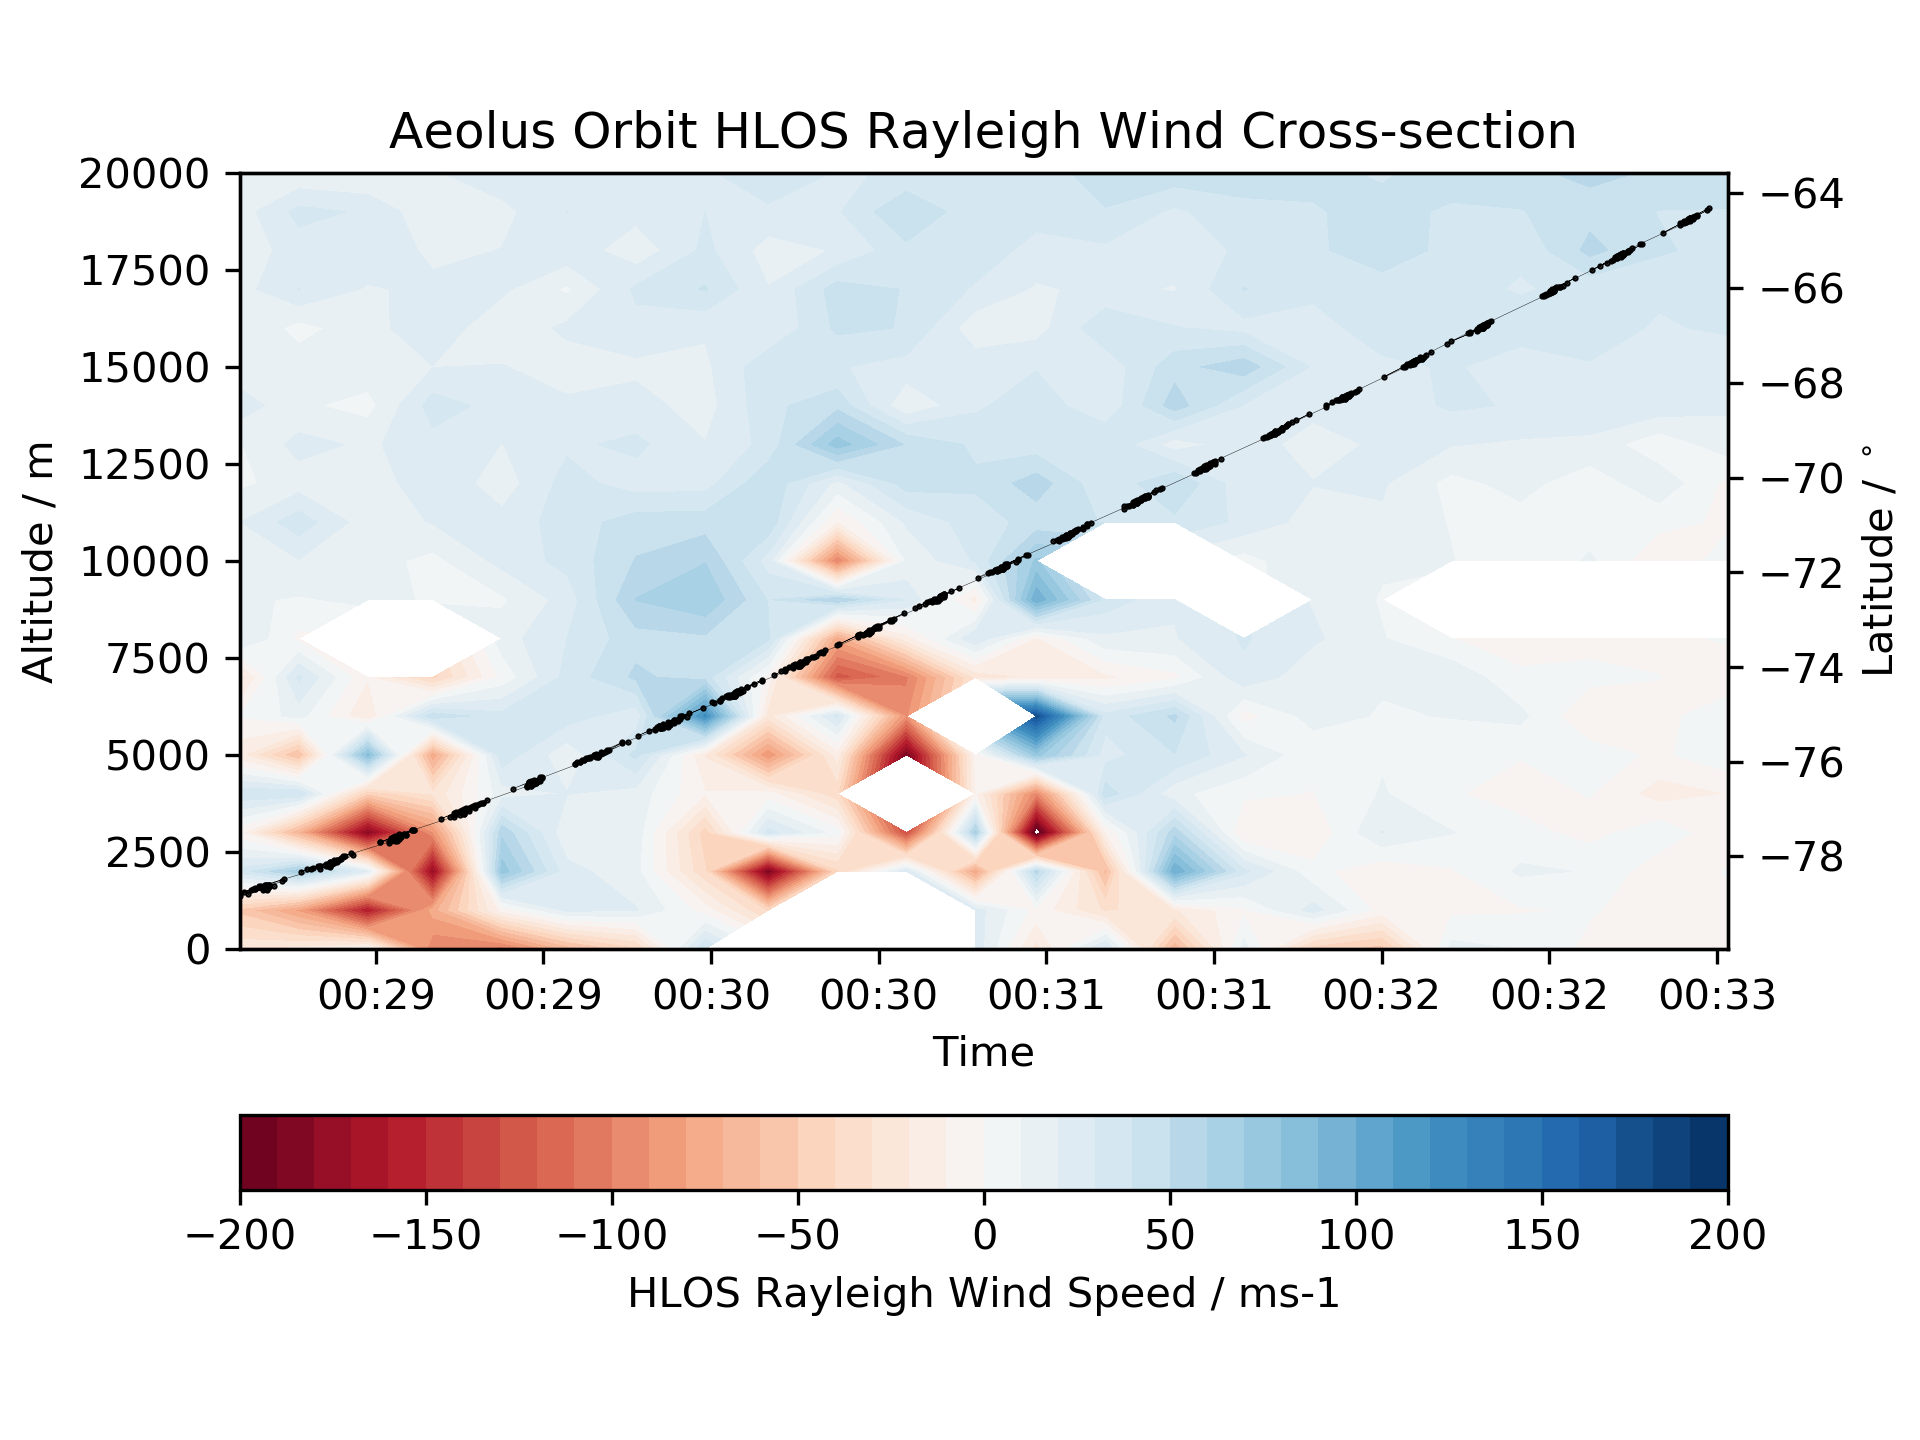 Aeolus Orbit HLOS Rayleigh Wind Cross-section
20000
17500
15000
12500
10000
7500
5000
2500
0
Altitude / m
−64
−66
−68
−70
−72
−74
−76
−78
Latitude / °
00:29 00:29 00:30 00:30 00:31 00:31 00:32 00:32 00:33
Time
−200 −150 −100 −50 0 50 100 150 200
HLOS Rayleigh Wind Speed / ms-1